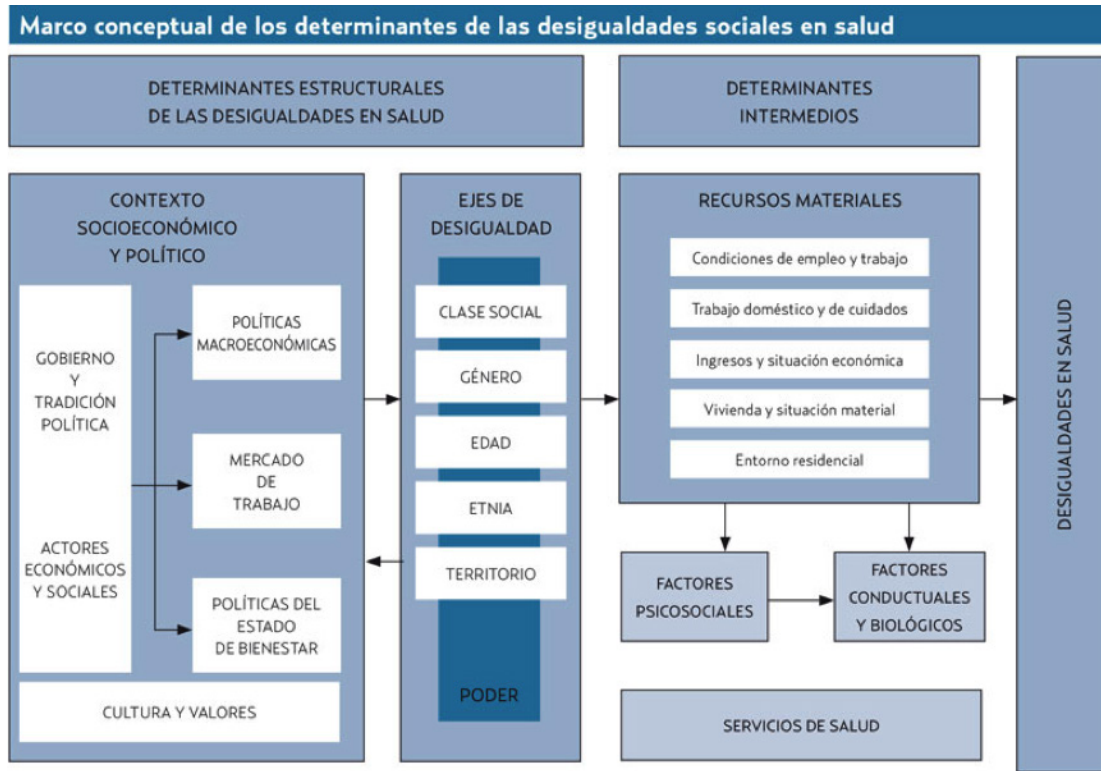 Marco conceptual de los determinantes de las desigualdades sociales en salud
DETERMINANTES ESTRUCTURALES
DE LAS DESIGUALDADES EN SALUD
DETERMINANTES
INTERMEDIOS
CONTEXTO
SOCIOECONÓMICO
Y POLÍTICO
GOBIERNO
Y
TRADICIÓN
POLÍTICA
ACTORES
ECONÓMICOS
Y SOCIALES
POLÍTICAS
MACROECONÓMICAS
MERCADO
DE
TRABAJO
POLÍTICAS DEL
ESTADO
DE BIENESTAR
CULTURA Y VALORES
EJES DE
DESIGUALDAD
CLASE SOCIAL
GÉNERO
EDAD
ETNIA
TERRITORIO
PODER
RECURSOS MATERIALES
Condiciones de empleo y trabajo
Trabajo doméstico y de cuidados
Ingresos y situación económica
Vivienda y situación material
Entorno residencial
FACTORES
PSICOSOCIALES
FACTORES
CONDUCTUALES
Y BIOLÓGICOS
SERVICIOS DE SALUD
DESIGUALDADES EN SALUD